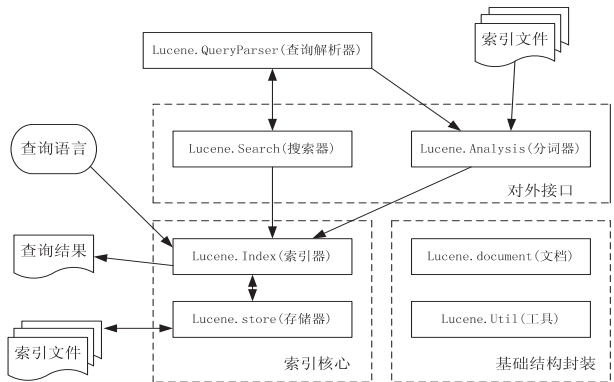 Lucene.QueryParser(查询解析器)
索引文件
Lucene.Search(搜索器)
Lucene.Analysis(分词器)
查询语言
对外接口
查询结果
Lucene.Index(索引器)
Lucene.document(文档)
Lucene.store(存储器)
Lucene.Util(工具)
索引文件
索引核心
基础结构封装